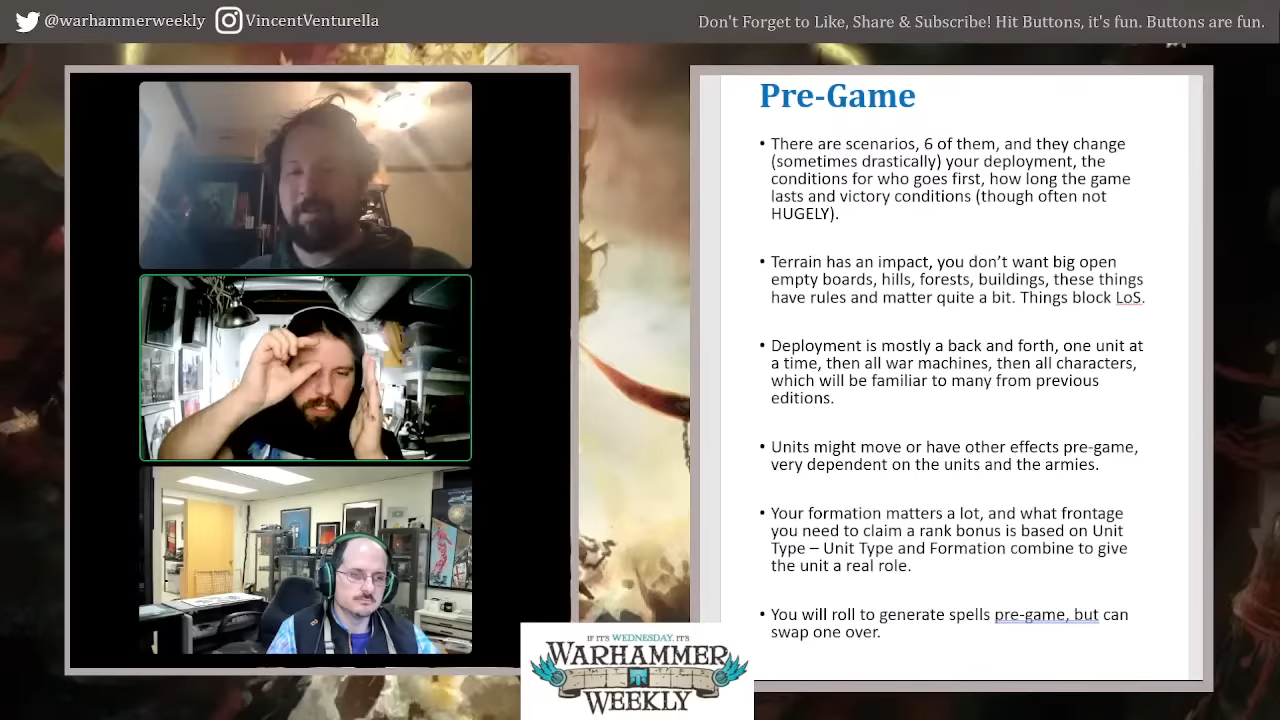 @warhammerweekly VincentVenturella
Don't Forget to Like, Share & Subscribe! Hit Buttons, it's fun. Buttons are fun.
Pre-Game
• There are scenarios, 6 of them, and they change
(sometimes drastically) your deployment, the
conditions for who goes first, how long the game
lasts and victory conditions (though often not
HUGELY).
• Terrain has an impact, you don’t want big open
empty boards, hills, forests, buildings, these things
have rules and matter quite a bit. Things block LoS.
• Deployment is mostly a back and forth, one unit at
a time, then all war machines, then all characters,
which will be familiar to many from previous
editions.
• Units might move or have other effects pre-game,
very dependent on the units and the armies.
• Your formation matters a lot, and what frontage
you need to claim a rank bonus is based on Unit
Type – Unit Type and Formation combine to give
the unit a real role.
• You will roll to generate spells pre-game, but can
swap one over.
IF IT'S WEDNESDAY, IT'S
WARHAMMER
WEEKLY